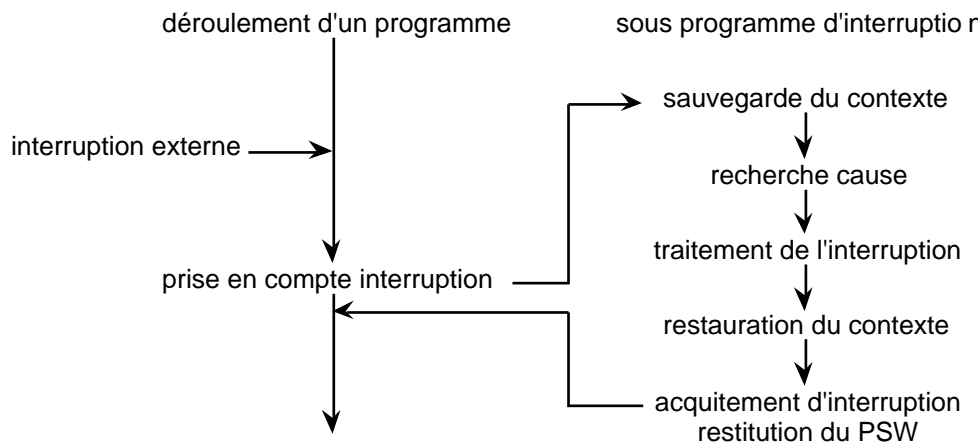 déroulement d'un programme
sous programme d'interruption
sauvegarde du contexte
interruption externe
recherche cause
traitement de l'interruption
prise en compte interruption
restauration du contexte
acquitement d'interruption
restitution du PSW